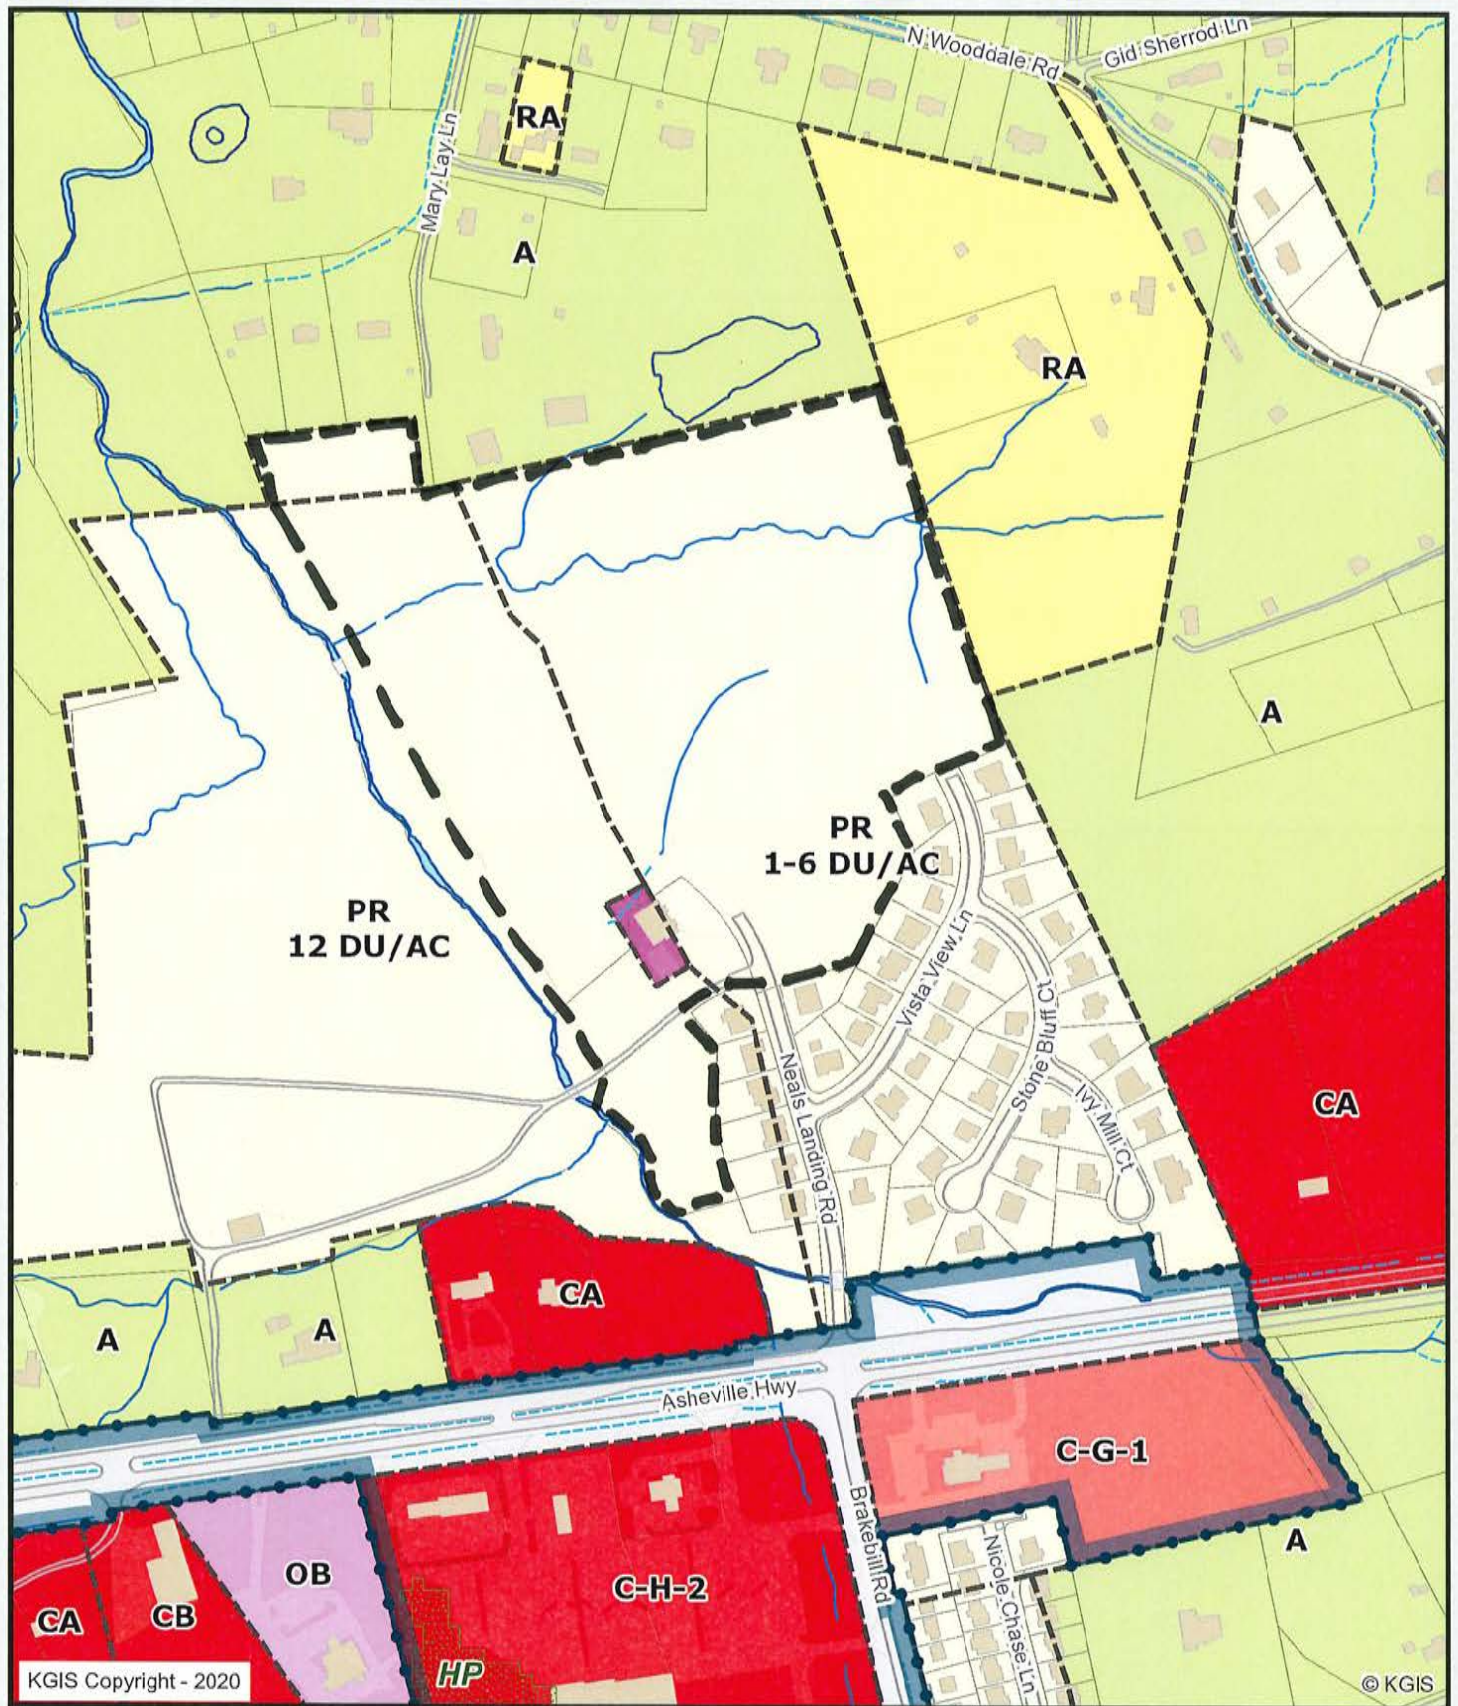 N Wooddale Rd
Gid Sherrod Ln
RA
Mary Lay Ln
A
RA
A
PR
1-6 DU/AC
PR
12 DU/AC
Vista View Ln
Stone Bluff Ct
Neals Landing Rd
Ivy Mill Ct
CA
CA
A
A
Asheville Hwy
C-G-1
Brakebill Rd
A
Nicole Chase Ln
OB
C-H-2
CA
CB
HP
KGIS Copyright - 2020
© KGIS